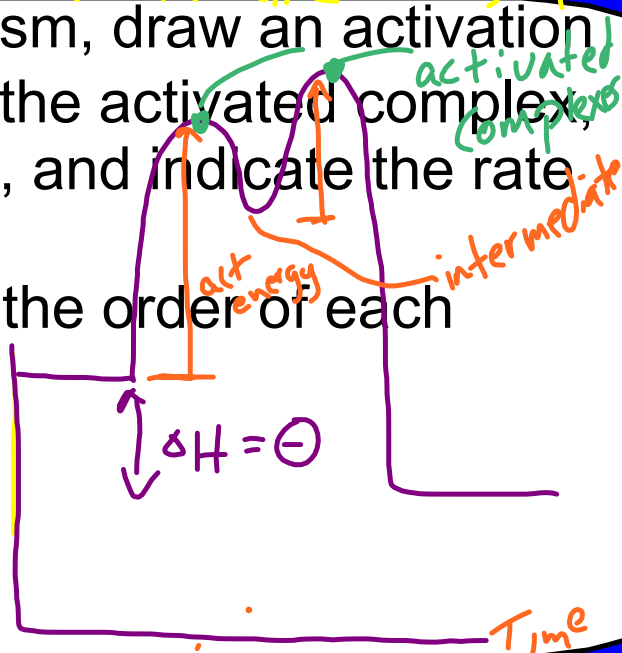 sm, draw an activation
activated
the activated complex,
complexes
, and indicate the rate
intermediate
act
energy
the order of each
ΔH = ⊖
Time